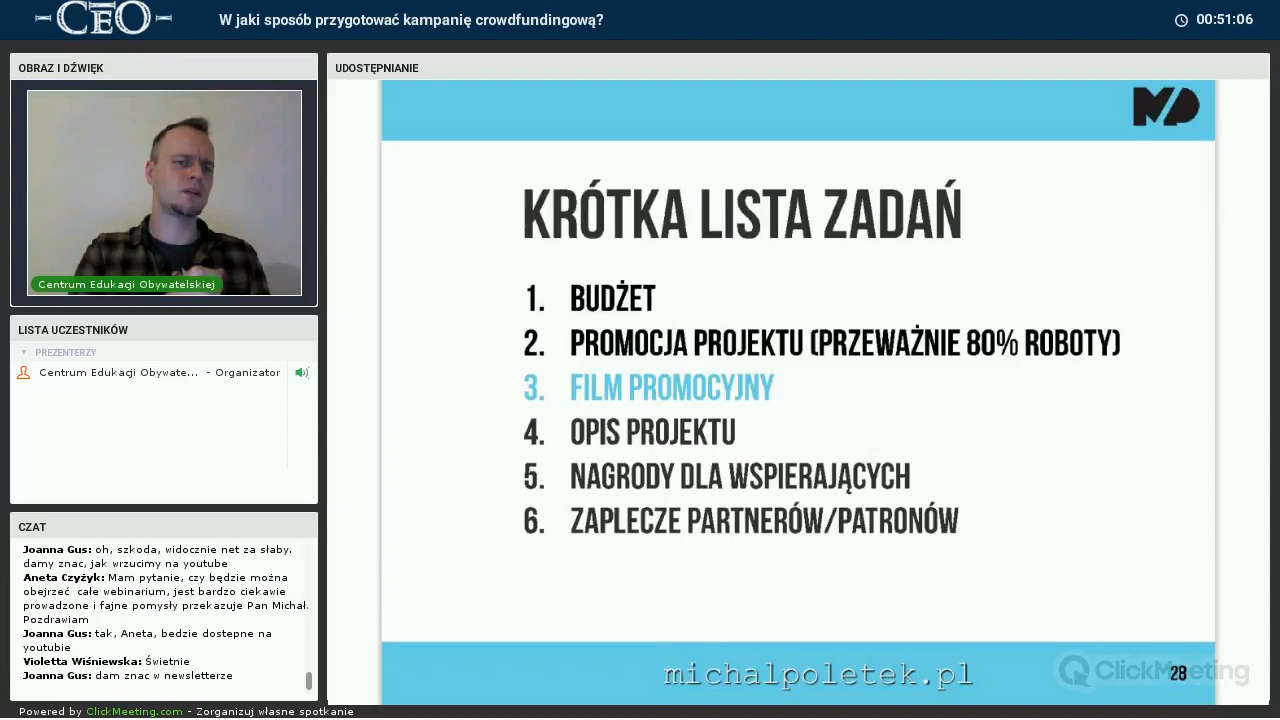 CEO
W jaki sposób przygotować kampanię crowdfundingową?
00:51:06
OBRAZ I DŹWIĘK
Centrum Edukacji Obywatelskiej
LISTA UCZESTNIKÓW
PREZENTERZY
Centrum Edukacji Obywate... - Organizator
CZAT
Joanna Gus: oh, szkoda, widocznie net za słaby.
damy znac, jak wrzucimy na youtube
Aneta Czyżyk: Mam pytanie, czy będzie można
obejrzeć całe webinarium, jest bardzo ciekawie
prowadzone i fajne pomysły przekazuje Pan Michał.
Pozdrawiam
Joanna Gus: tak, Aneta, bedzie dostepne na
youtubie
Violetta Wiśniewska: Świetnie
Joanna Gus: dam znac w newsletterze
Powered by ClickMeeting.com - Zorganizuj własne spotkanie
UDOSTĘPNIANIE
MP
KRÓTKA LISTA ZADAŃ
1. BUDŻET
2. PROMOCJA PROJEKTU (PRZEWAŻNIE 80% ROBOTY)
3. FILM PROMOCYJNY
4. OPIS PROJEKTU
5. NAGRODY DLA WSPIERAJĄCYCH
6. ZAPLECZE PARTNERÓW/PATRONÓW
michalpoletek.pl
28
ClickMeeting